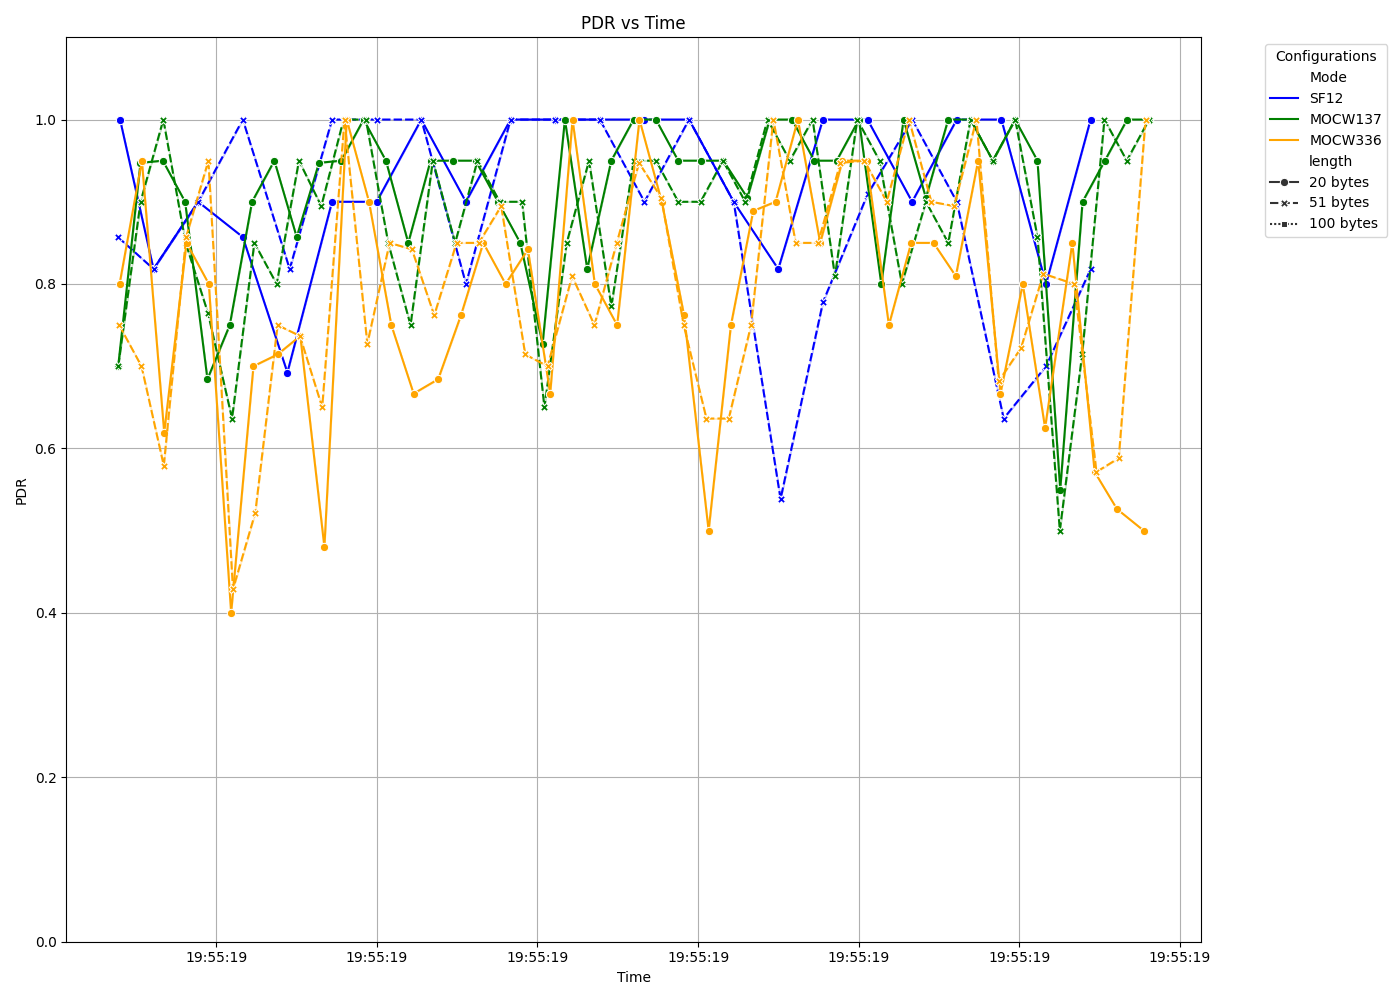 PDR vs Time
Configurations
Mode
SF12
MOCW137
MOCW336
length
20 bytes
51 bytes
100 bytes
1.0
0.8
0.6
0.4
0.2
0.0
PDR
19:55:19 19:55:19 19:55:19 19:55:19 19:55:19 19:55:19 19:55:19
Time